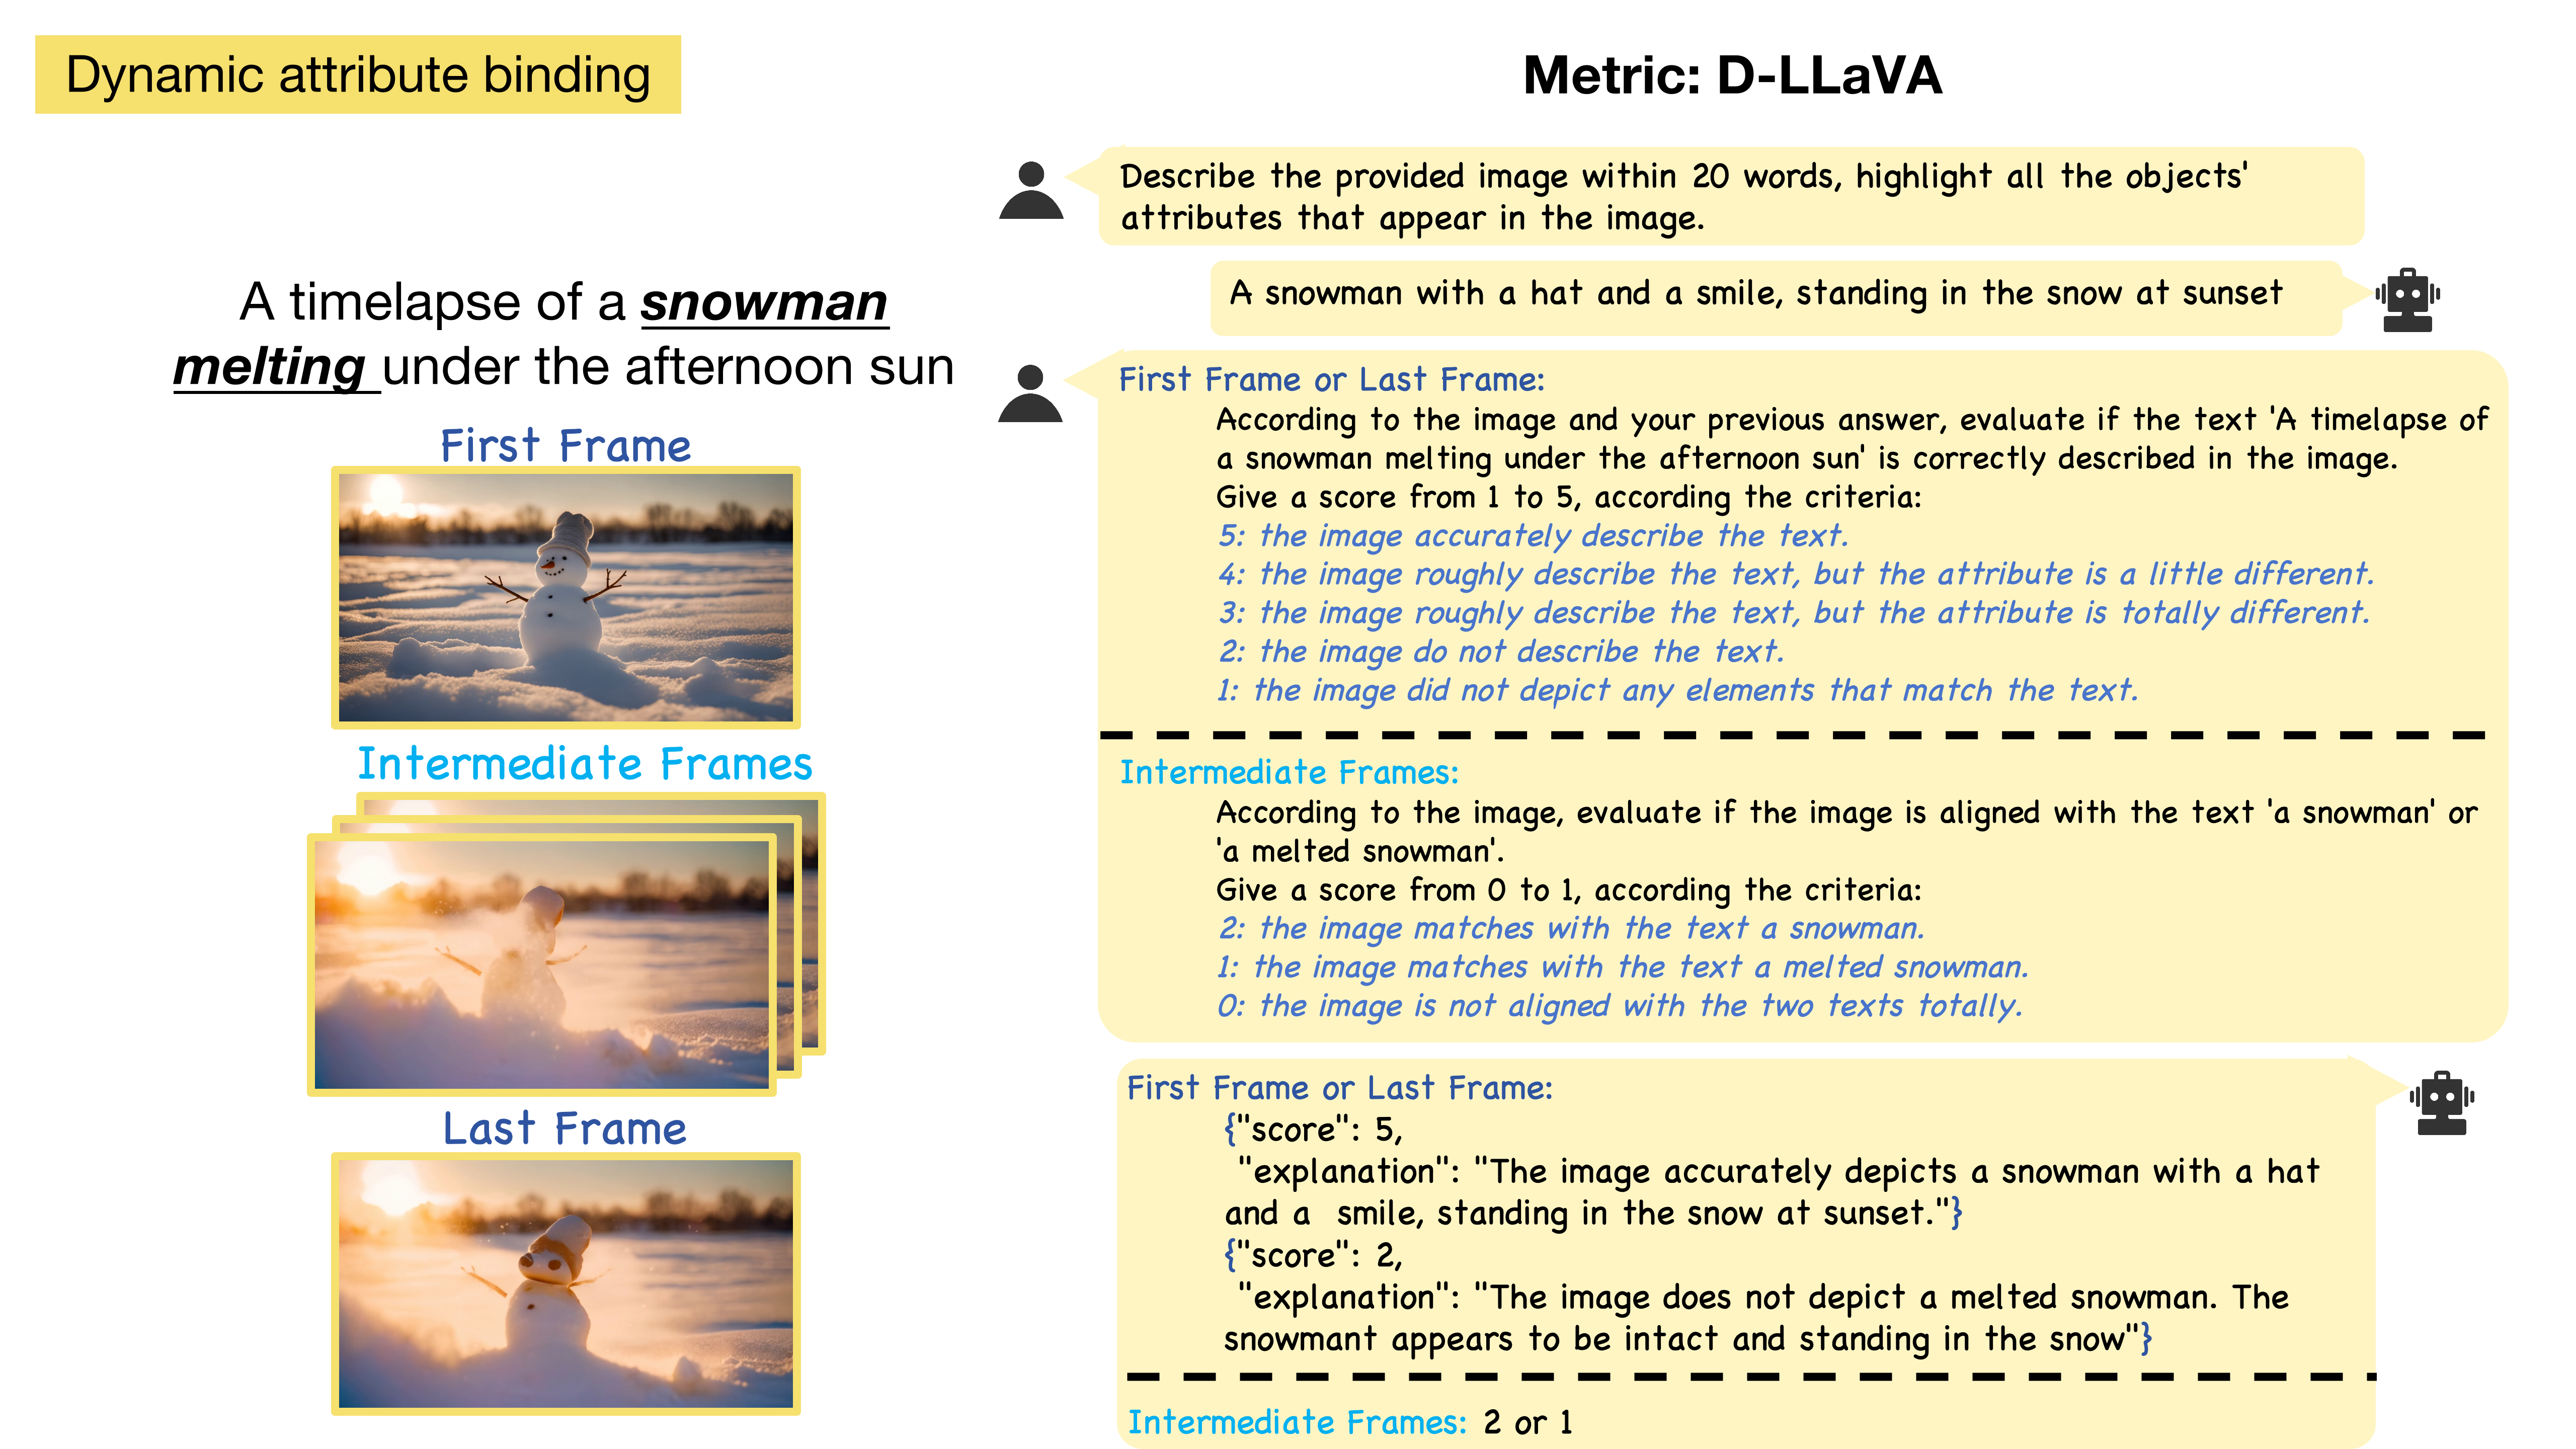 Dynamic attribute binding
A timelapse of a snowman
melting under the afternoon sun
First Frame
Intermediate Frames
Last Frame
Metric: D-LLaVA
Describe the provided image within 20 words, highlight all the objects'
attributes that appear in the image.
A snowman with a hat and a smile, standing in the snow at sunset
First Frame or Last Frame:
According to the image and your previous answer, evaluate if the text 'A timelapse of
a snowman melting under the afternoon sun' is correctly described in the image.
Give a score from 1 to 5, according the criteria:
5: the image accurately describe the text.
4: the image roughly describe the text, but the attribute is a little different.
3: the image roughly describe the text, but the attribute is totally different.
2: the image do not describe the text.
1: the image did not depict any elements that match the text.
Intermediate Frames:
According to the image, evaluate if the image is aligned with the text 'a snowman' or
'a melted snowman'.
Give a score from 0 to 1, according the criteria:
2: the image matches with the text a snowman.
1: the image matches with the text a melted snowman.
0: the image is not aligned with the two texts totally.
First Frame or Last Frame:
{"score": 5,
"explanation": "The image accurately depicts a snowman with a hat
and a smile, standing in the snow at sunset."}
{"score": 2,
"explanation": "The image does not depict a melted snowman. The
snowmant appears to be intact and standing in the snow"}
Intermediate Frames: 2 or 1